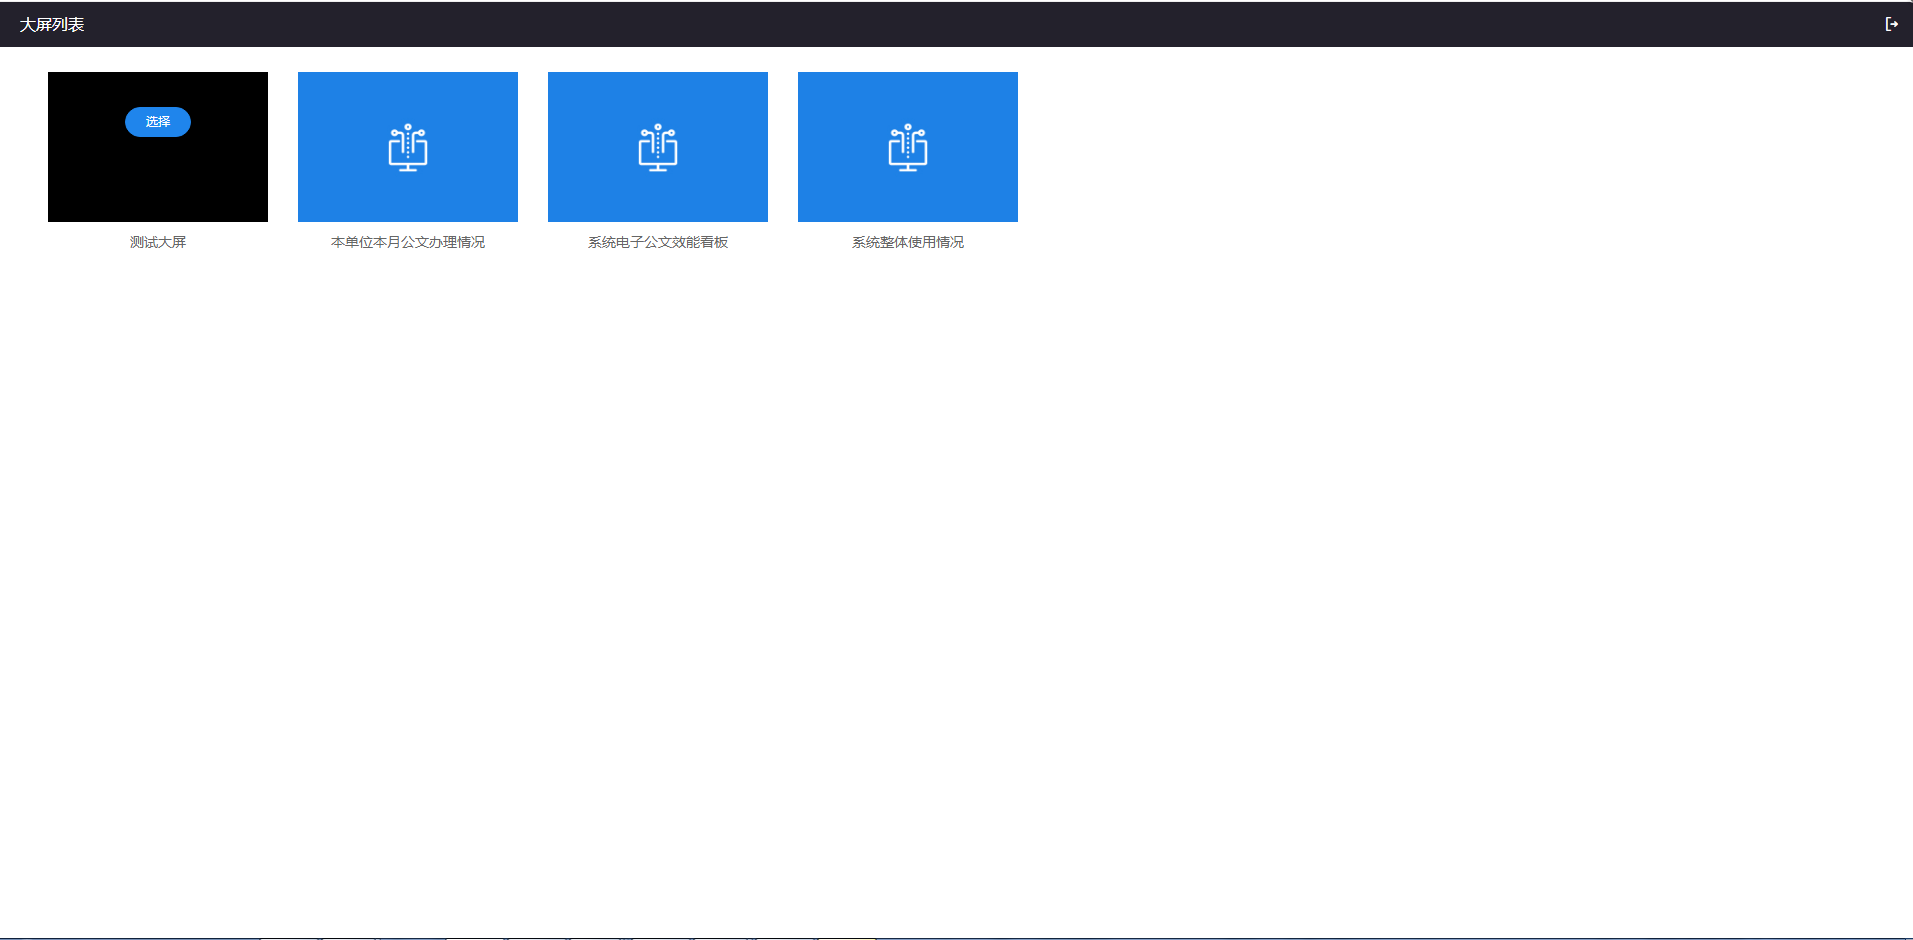 大屏列表
选择
测试大屏
本单位本月公文办理情况
系统电子公文效能看板
系统整体使用情况